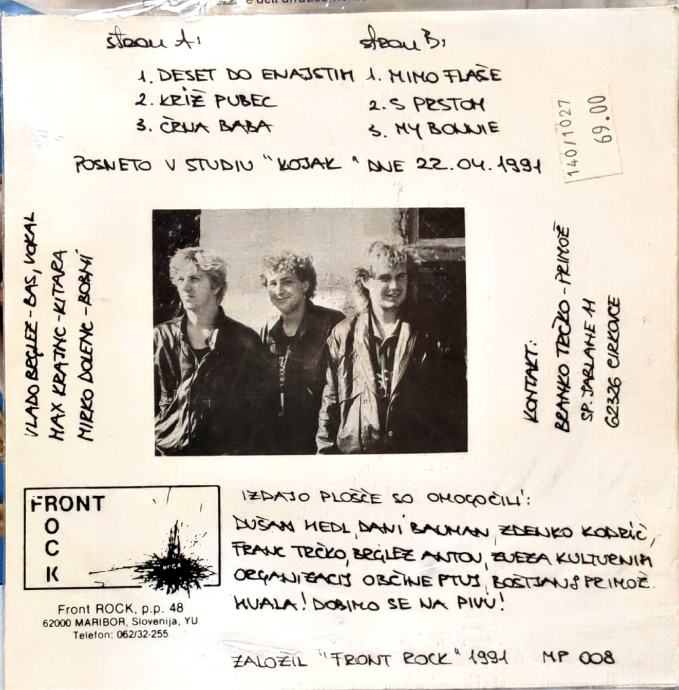 stran A:
1. DESET DO ENAJSTIH
2. KRIŽ PUBEC
3. ČRNA BABA
stran B:
1. MIMO FLAŠE
2. S PRSTOM
3. MY BONNIE
140/1027
69.00
POSNETO V STUDIU "KOJAK" DNE 22.04.1991
VLADO BRGLEZ - BAS, VOKAL
MAX KRAJNC - KITARA
MIRKO DOLENC - BOBNI
KONTAKT:
BRANKO TRČKO - PRIMOŽ
SP. JABLANE 11
62326 CIRKOVCE
FRONT
ROCK
Front ROCK, p.p. 48
62000 MARIBOR, Slovenija, YU
Telefon: 062/32-255
IZDAJO PLOŠČE SO OMOGOČILI:
DUŠAN HEDL, DANI BAUMAN, ZDENKO KODRIČ,
FRANC TRČKO, BRGLEZ ANTON, ZVEZA KULTURNIH
ORGANIZACIJ OBČINE PTUJ, BOŠTJAN & PRIMOŽ.
HVALA! DOBIMO SE NA PIVU!
ZALOŽIL "FRONT ROCK" 1991 MP 008